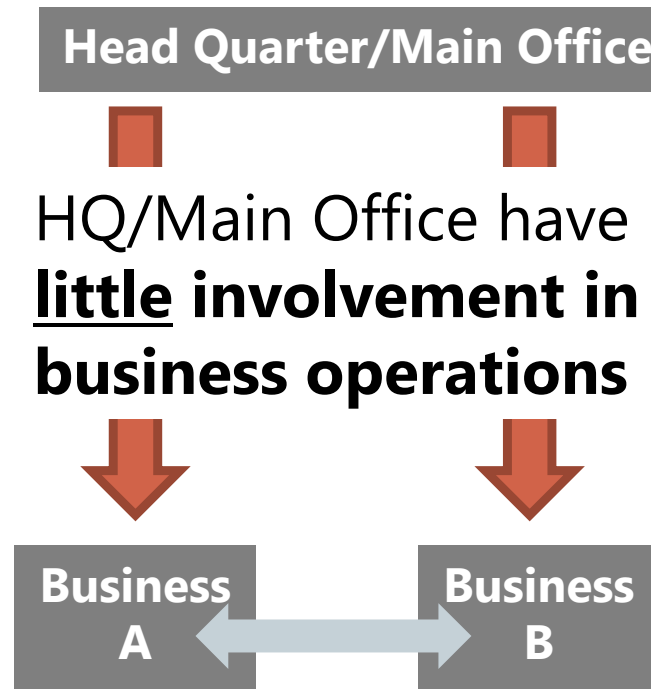 Head Quarter/Main Office
HQ/Main Office have
little involvement in
business operations
Business
A
Business
B